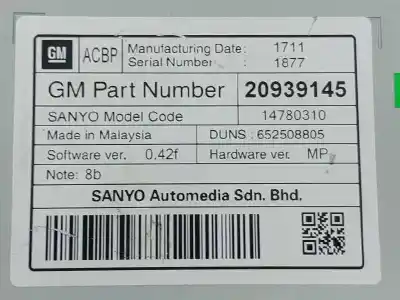 GM ACBP Manufacturing Date: 1711
Serial Number : 1877
GM Part Number 20939145
SANYO Model Code 14780310
Made in Malaysia DUNS : 652508805
Software ver. 0.42f Hardware ver. MP
Note: 8b
SANYO Automedia Sdn. Bhd.